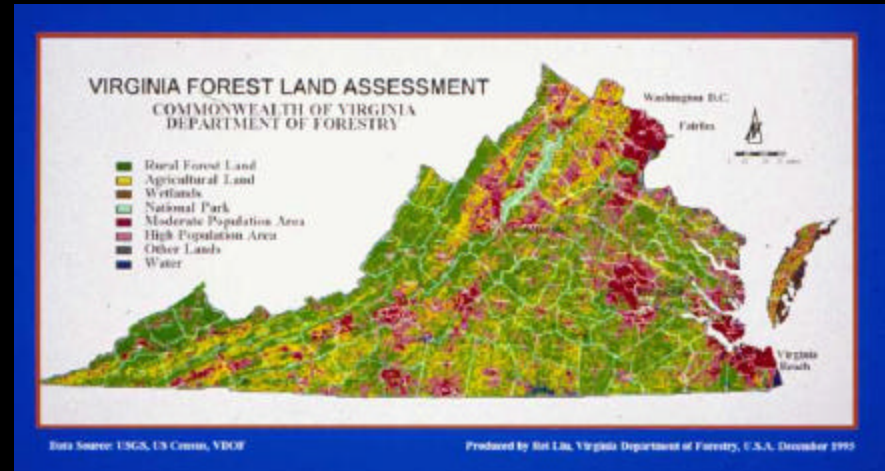 VIRGINIA FOREST LAND ASSESSMENT
COMMONWEALTH OF VIRGINIA
DEPARTMENT OF FORESTRY
Washington D.C.
Fairfax
Rural Forest Land
Agricultural Land
Wetlands
National Park
Moderate Population Area
High Population Area
Other Lands
Water
Virginia
Beach
Data Source: USGS, US Census, VDOF
Produced by Liu, Virginia Department of Forestry, U.S.A. December 1995